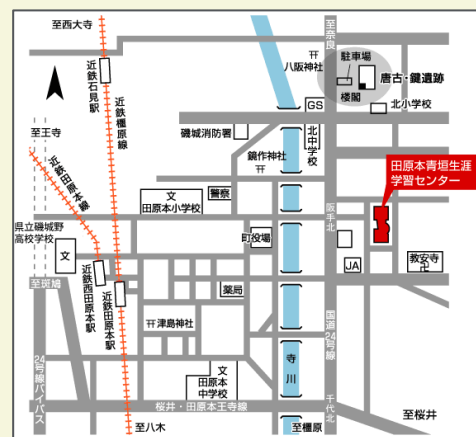 至西大寺
至奈良
八阪神社
駐車場
唐古・鍵遺跡
楼閣
近鉄石見駅
近鉄橿原線
GS
北小学校
磯城消防署
北中学校
至王寺
鏡作神社
近鉄田原本線
田原本青垣生涯
学習センター
文
田原本小学校
警察
阪手北
県立磯城野
高校学校
町役場
文
教安寺
JA
至斑鳩
近鉄西田原本駅
近鉄田原本駅
薬局
津島神社
国道24号線
寺川
24号線バイパス
文
田原本
中学校
千代北
桜井・田原本王寺線
至桜井
至八木
至橿原